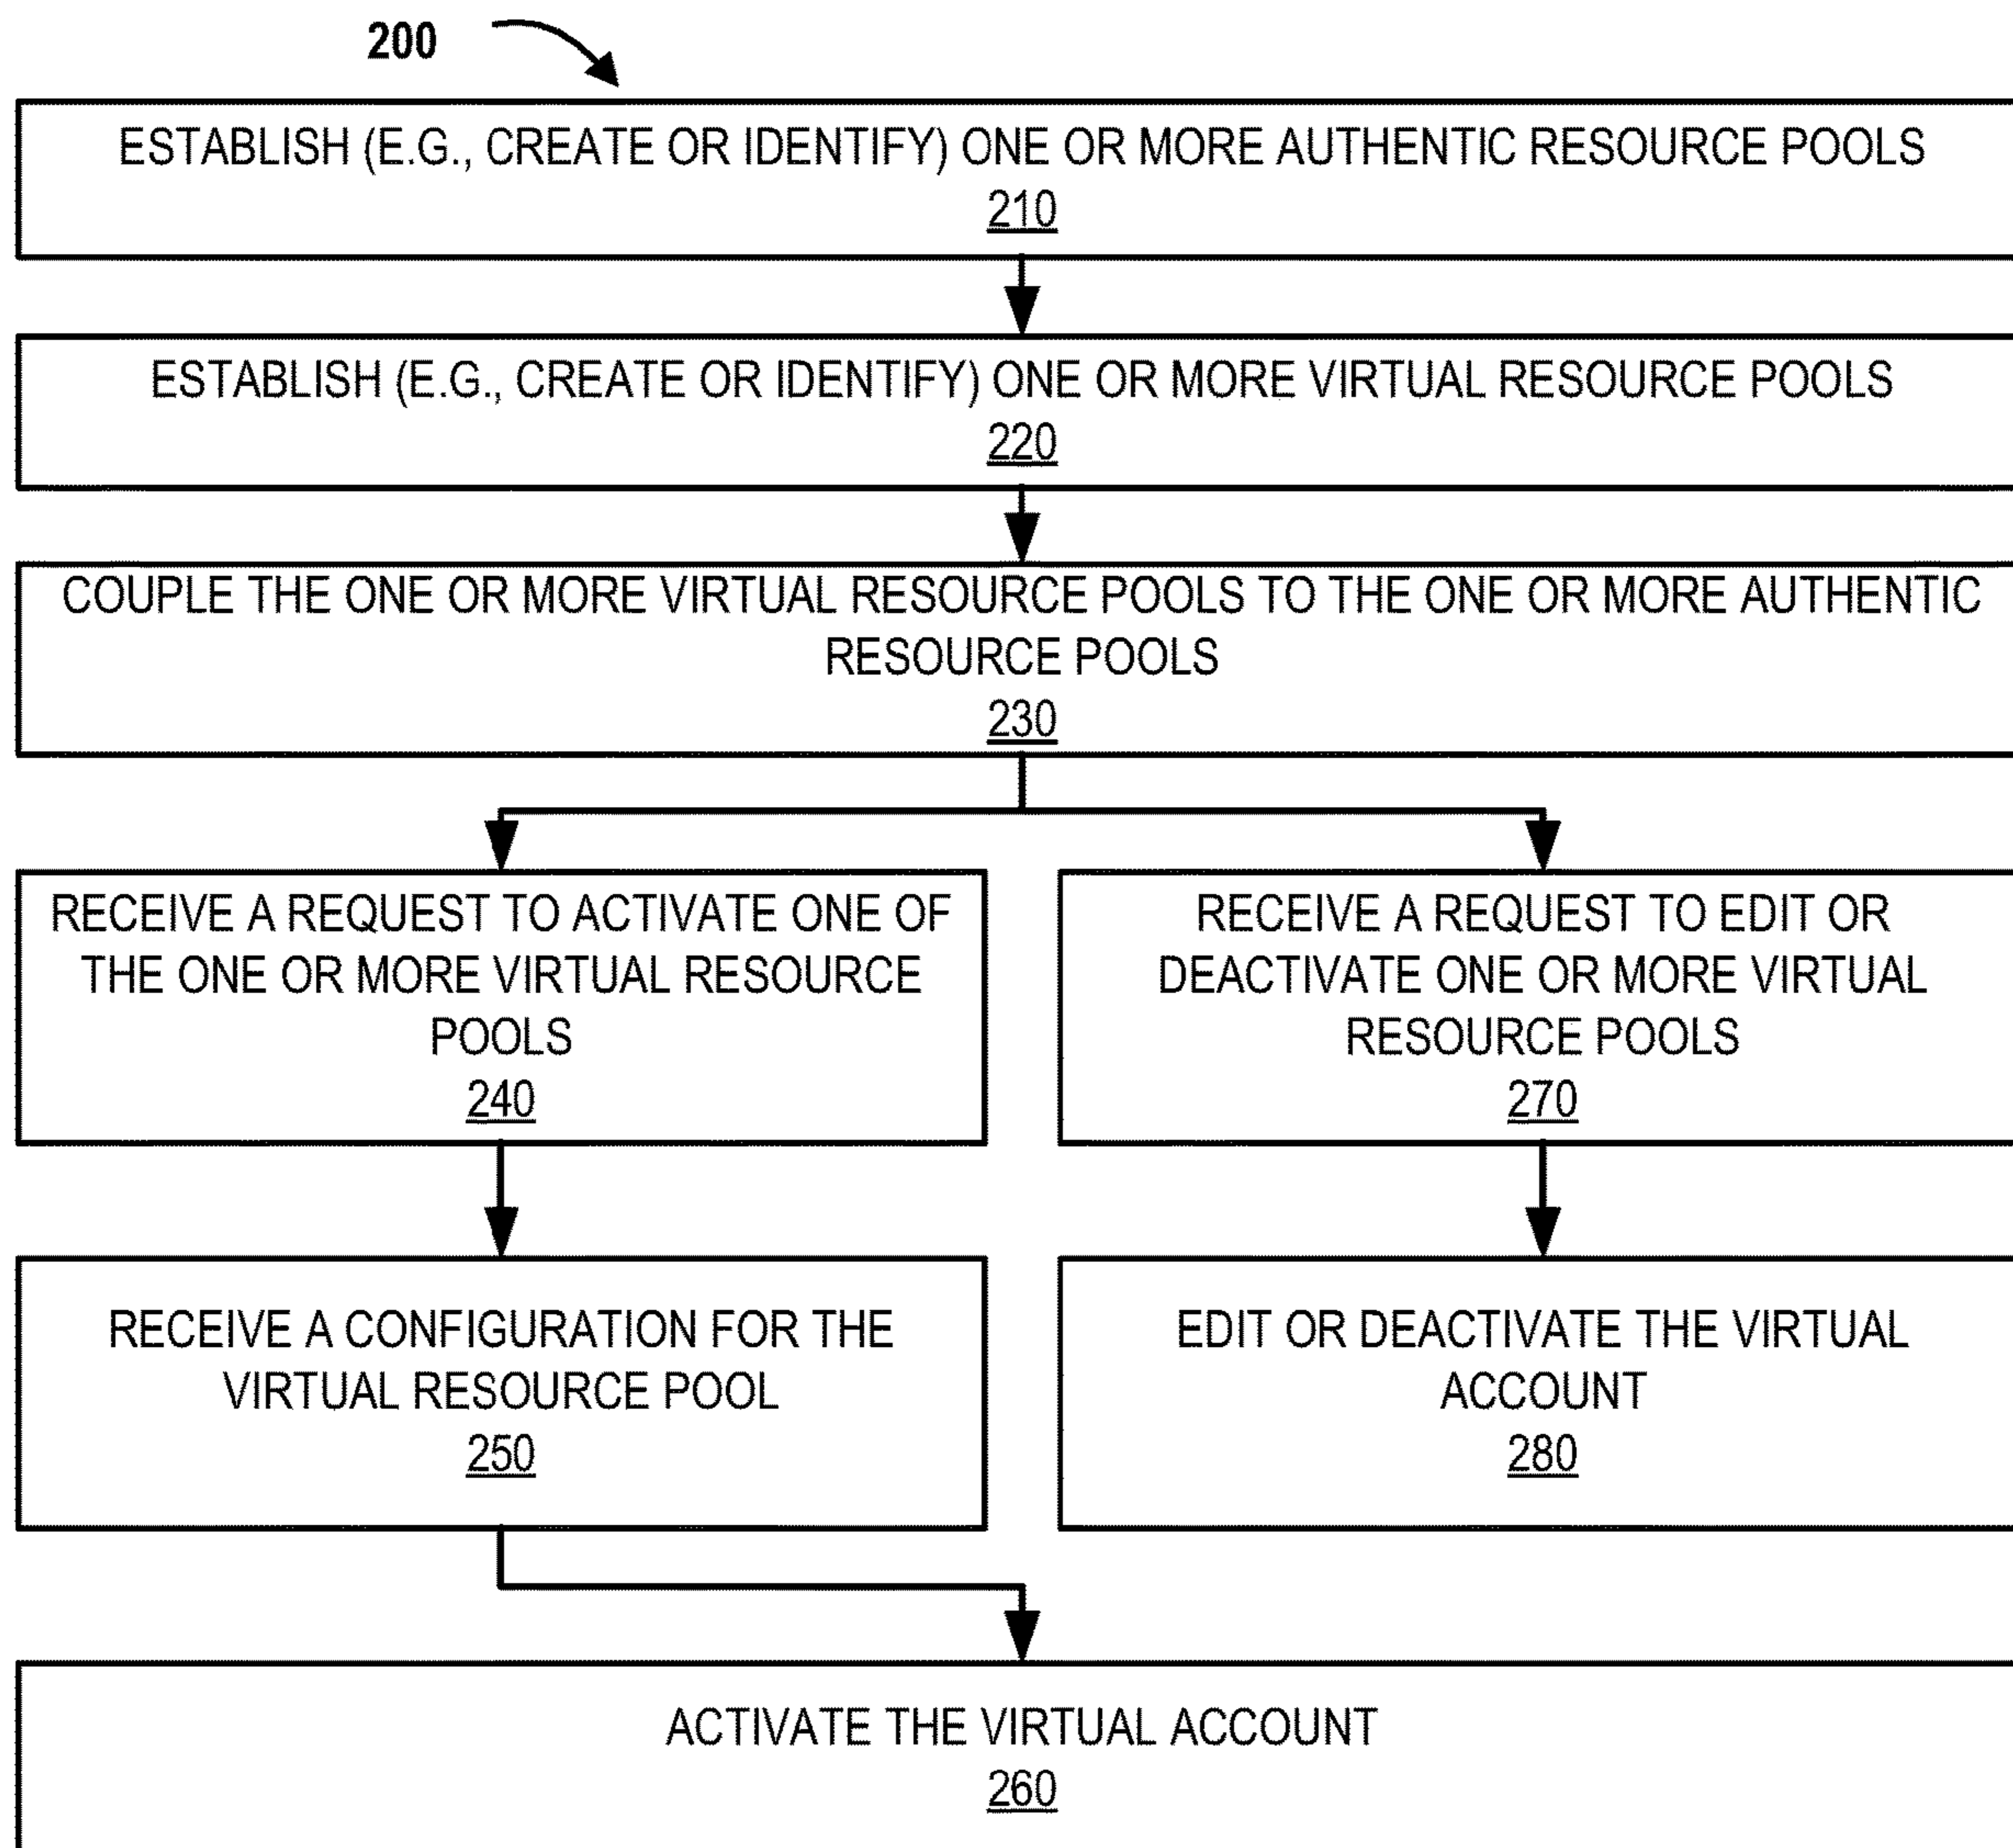 200
ESTABLISH (E.G., CREATE OR IDENTIFY) ONE OR MORE AUTHENTIC RESOURCE POOLS
210
ESTABLISH (E.G., CREATE OR IDENTIFY) ONE OR MORE VIRTUAL RESOURCE POOLS
220
COUPLE THE ONE OR MORE VIRTUAL RESOURCE POOLS TO THE ONE OR MORE AUTHENTIC
RESOURCE POOLS
230
RECEIVE A REQUEST TO ACTIVATE ONE OF
THE ONE OR MORE VIRTUAL RESOURCE
POOLS
240
RECEIVE A REQUEST TO EDIT OR
DEACTIVATE ONE OR MORE VIRTUAL
RESOURCE POOLS
270
RECEIVE A CONFIGURATION FOR THE
VIRTUAL RESOURCE POOL
250
EDIT OR DEACTIVATE THE VIRTUAL
ACCOUNT
280
ACTIVATE THE VIRTUAL ACCOUNT
260